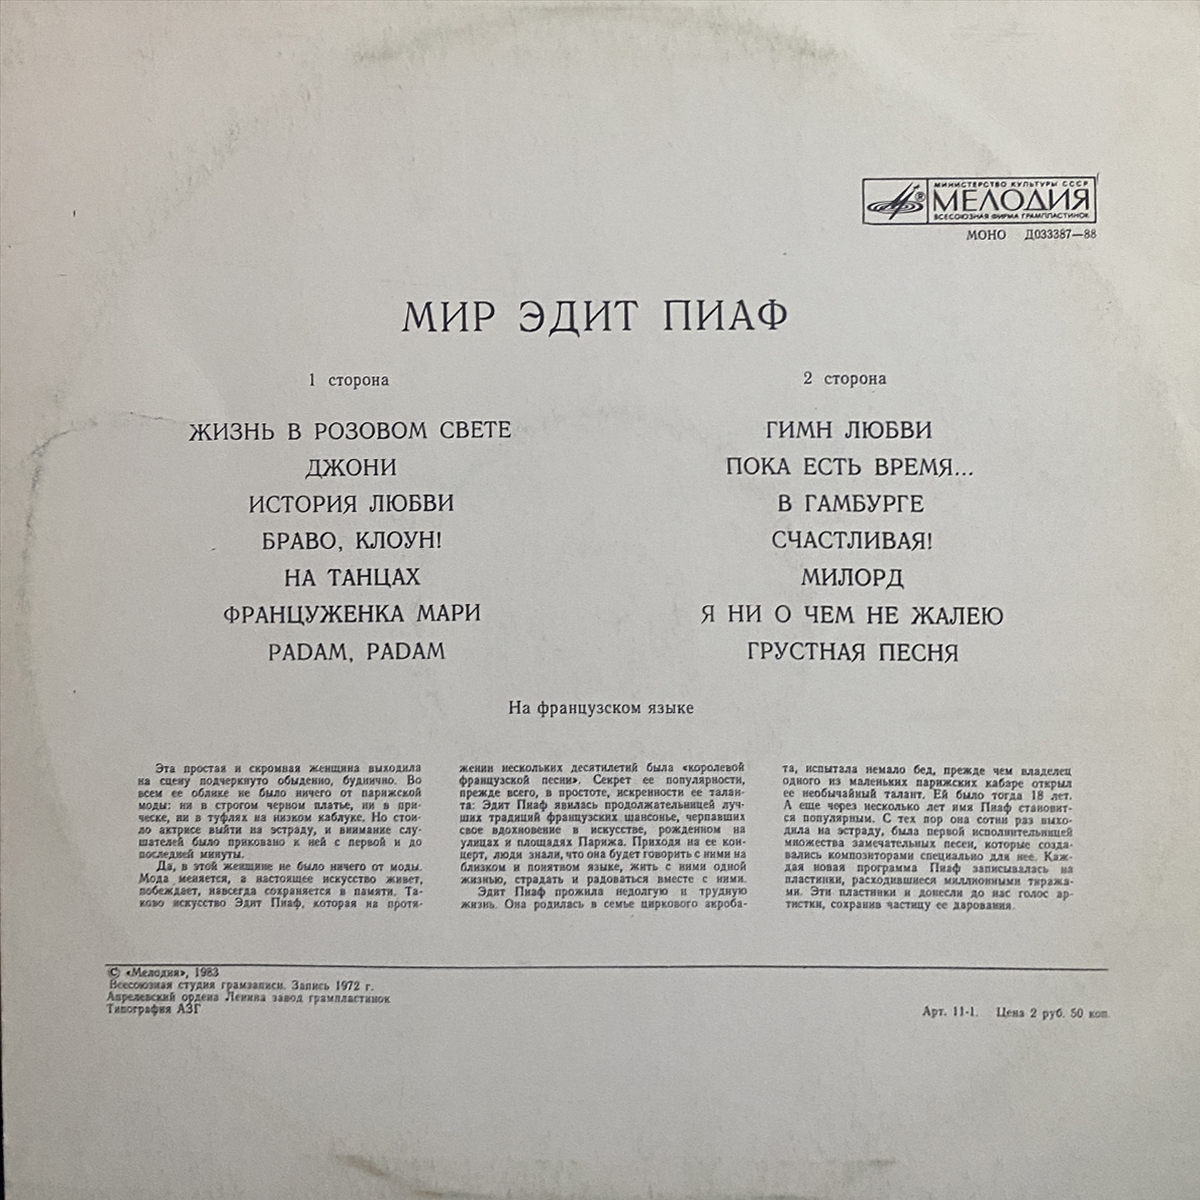 МИНИСТЕРСТВО КУЛЬТУРЫ СССР
® МЕЛОДИЯ
ВСЕСОЮЗНАЯ ФИРМА ГРАМПЛАСТИНОК
МОНО Д033387—88
МИР ЭДИТ ПИАФ
1 сторона
ЖИЗНЬ В РОЗОВОМ СВЕТЕ
ДЖОНИ
ИСТОРИЯ ЛЮБВИ
БРАВО, КЛОУН!
НА ТАНЦАХ
ФРАНЦУЖЕНКА МАРИ
PADAM, PADAM
2 сторона
ГИМН ЛЮБВИ
ПОКА ЕСТЬ ВРЕМЯ...
В ГАМБУРГЕ
СЧАСТЛИВАЯ!
МИЛОРД
Я НИ О ЧЕМ НЕ ЖАЛЕЮ
ГРУСТНАЯ ПЕСНЯ
На французском языке
Эта простая и скромная женщина выходила
на сцену подчеркнуто обыденно, буднично. Во
всем ее облике не было ничего от парижской
моды: ни в строгом черном платье, ни в при-
ческе, ни в туфлях на низком каблуке. Но стои-
ло актрисе выйти на эстраду, и внимание слу-
шателей было приковано к ней с первой и до
последней минуты.
Да, в этой женщине не было ничего от моды.
Мода меняется, а настоящее искусство живет,
побеждает, навсегда сохраняется в памяти. Та-
ково искусство Эдит Пиаф, которая на протя-
жении нескольких десятилетий была «королевой
французской песни». Секрет ее популярности,
прежде всего, в простоте, искренности ее талан-
та: Эдит Пиаф явилась продолжательницей луч-
ших традиций французских шансонье, черпавших
свое вдохновение в искусстве, рожденном на
улицах и площадях Парижа. Приходя на ее кон-
церт, люди знали, что она будет говорить с ними на
близком и понятном языке, жить с ними одной
жизнью, страдать и радоваться вместе с ними.
Эдит Пиаф прожила недолгую и трудную
жизнь. Она родилась в семье циркового акроба-
та, испытала немало бед, прежде чем владелец
одного из маленьких парижских кабаре открыл
ее необычайный талант. Ей было тогда 18 лет.
А еще через несколько лет имя Пиаф становит-
ся популярным. С тех пор она сотни раз выхо-
дила на эстраду, была первой исполнительницей
множества замечательных песен, которые созда-
вались композиторами специально для нее. Каж-
дая новая программа Пиаф записывалась на
пластинки, расходившиеся миллионными тиража-
ми. Эти пластинки и донесли до нас голос ар-
тистки, сохранив частицу ее дарования.
© «Мелодия», 1983
Всесоюзная студия грамзаписи. Запись 1972 г.
Апрелевский ордена Ленина завод грампластинок
Типография АЗГ
Арт. 11-1. Цена 2 руб. 50 коп.